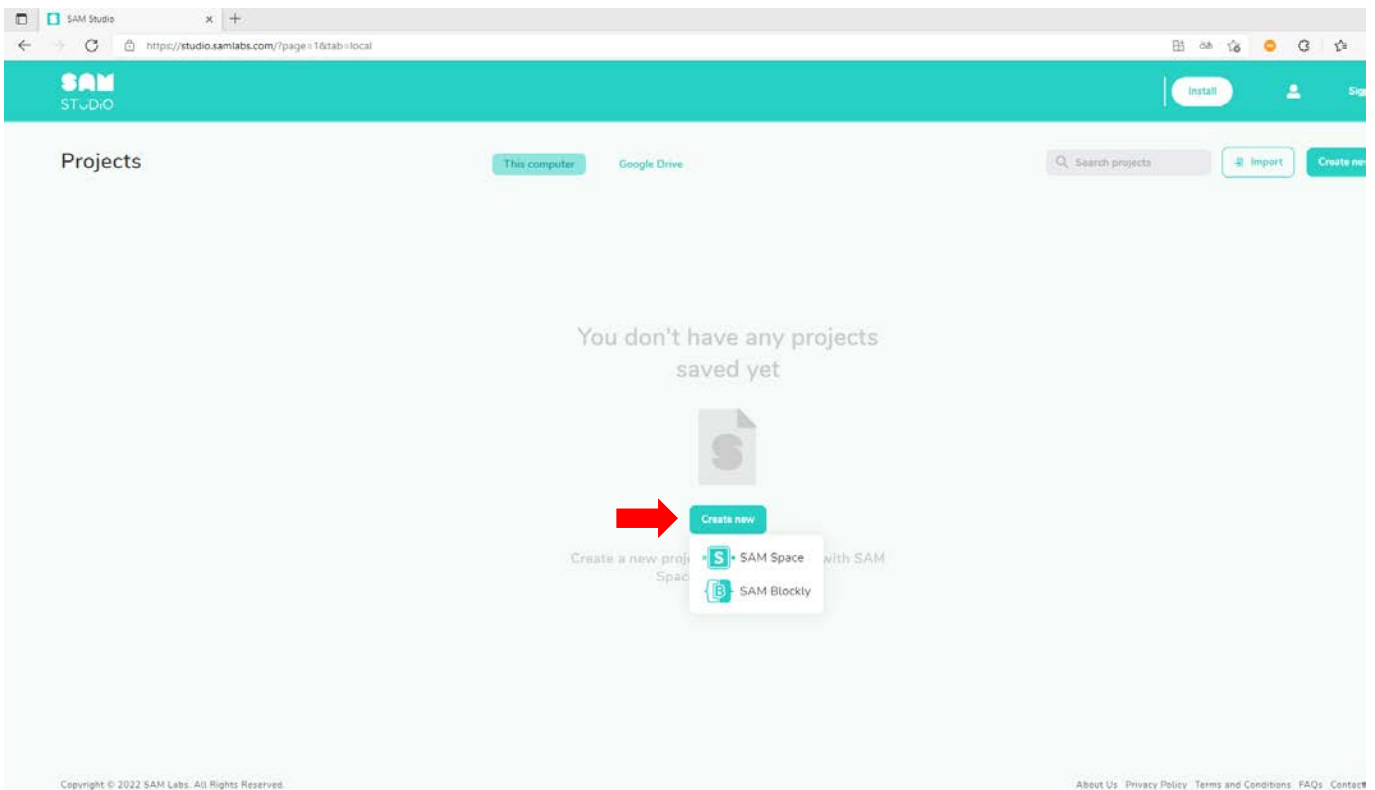 SAM Studio
https://studio.samlabs.com/?page=1&tab=local
SAM
STUDIO
Install
Projects
This computer
Google Drive
Search projects
Import
Create
You don't have any projects
saved yet
S
Create new
Create a new with SAM
S SAM Space
B SAM Blockly
Copyright © 2022 SAM Labs. All Rights Reserved.
About Us Privacy Policy Terms and Conditions FAQs Contact